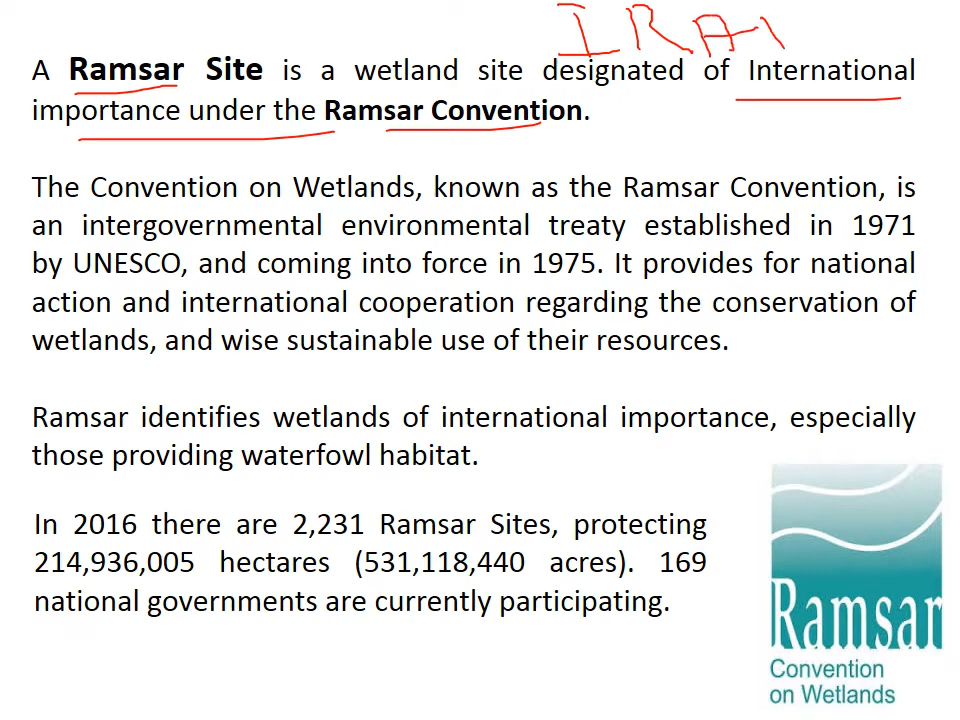 A Ramsar Site is a wetland site designated of International
importance under the Ramsar Convention.
The Convention on Wetlands, known as the Ramsar Convention, is
an intergovernmental environmental treaty established in 1971
by UNESCO, and coming into force in 1975. It provides for national
action and international cooperation regarding the conservation of
wetlands, and wise sustainable use of their resources.
Ramsar identifies wetlands of international importance, especially
those providing waterfowl habitat.
In 2016 there are 2,231 Ramsar Sites, protecting
214,936,005 hectares (531,118,440 acres). 169
national governments are currently participating.
Ramsar
Convention
on Wetlands